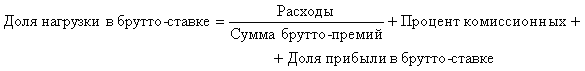 Доля нагрузки в брутто-ставке = Расходы / Сумма брутто-премий + Процент комиссионных +
+ Доля прибыли в брутто-ставке